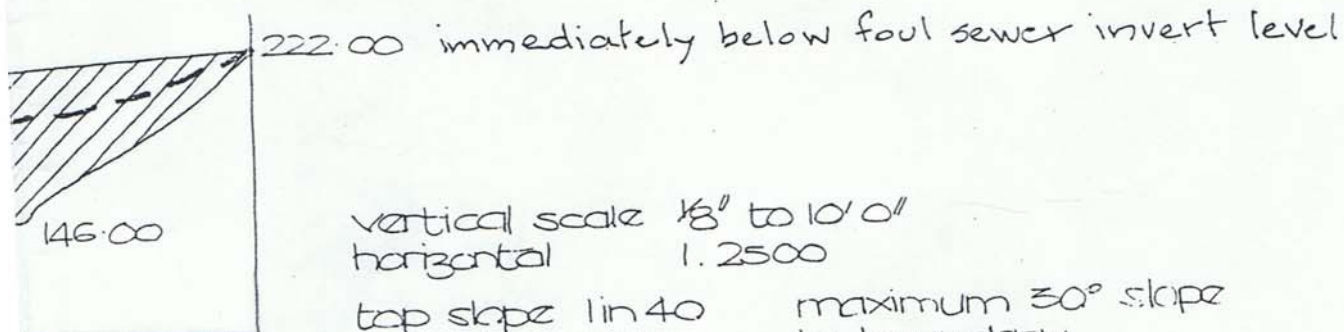 222.00 immediately below foul sewer invert level
146.00
vertical scale 1/8" to 10' 0"
horizontal 1.2500
top slope 1 in 40 maximum 30° slope